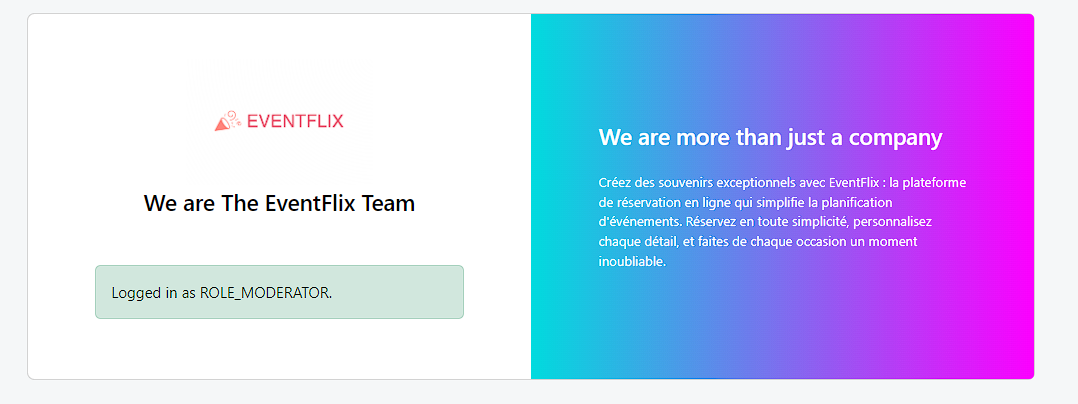 EVENTFLIX
We are The EventFlix Team
Logged in as ROLE_MODERATOR.
We are more than just a company
Créez des souvenirs exceptionnels avec EventFlix : la plateforme
de réservation en ligne qui simplifie la planification
d'événements. Réservez en toute simplicité, personnalisez
chaque détail, et faites de chaque occasion un moment
inoubliable.